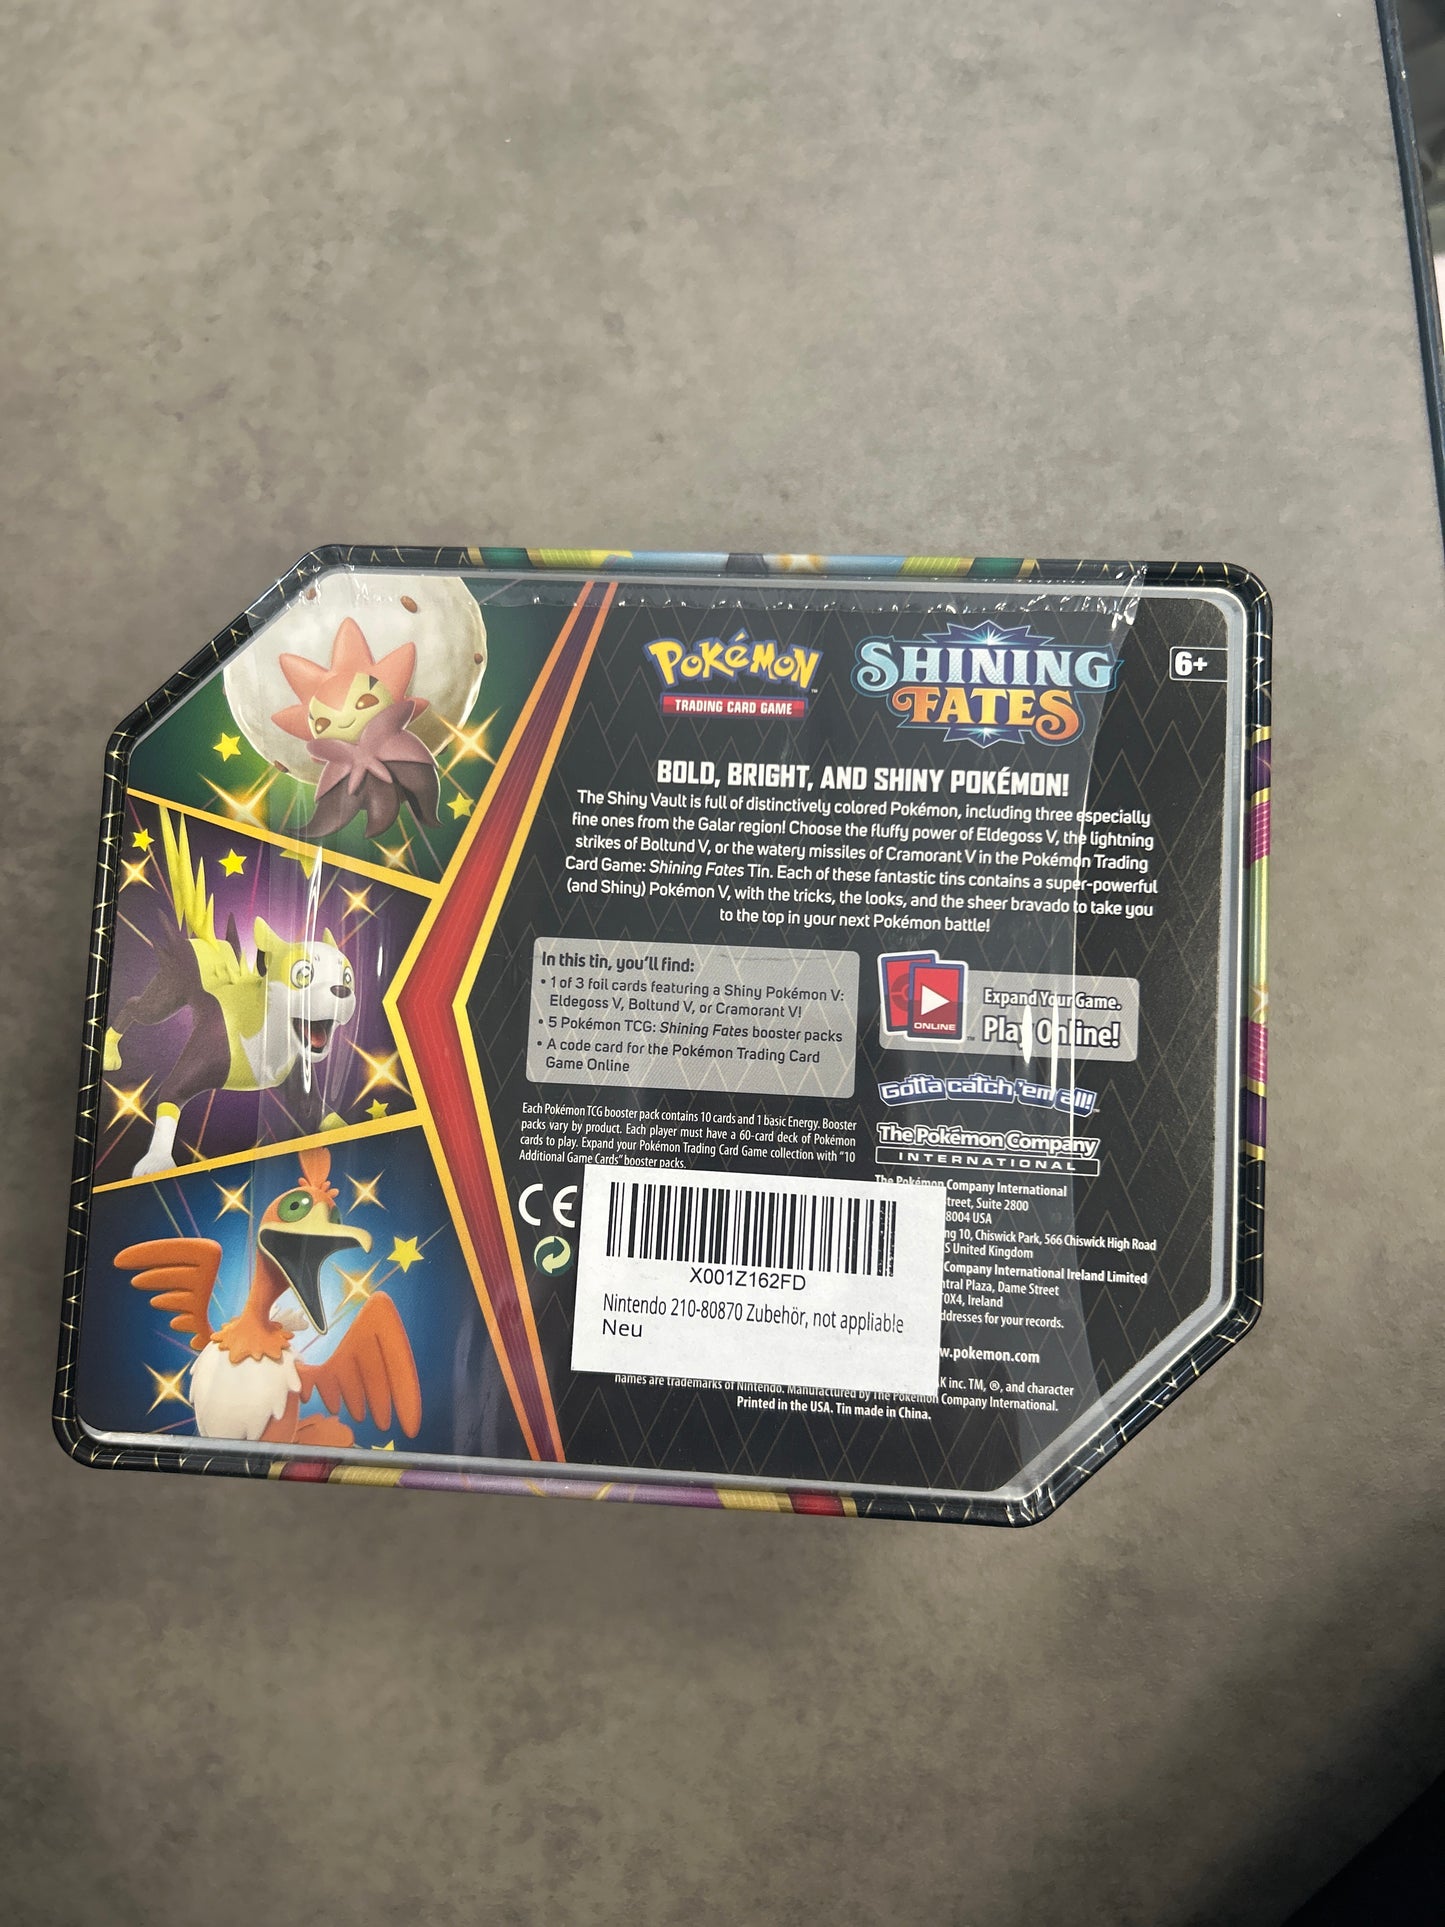 Pokémon
TRADING CARD GAME
SHINING
FATES
6+
BOLD, BRIGHT, AND SHINY POKÉMON!
The Shiny Vault is full of distinctively colored Pokémon, including three especially
fine ones from the Galar region! Choose the fluffy power of Eldegoss V, the lightning
strikes of Boltund V, or the watery missiles of Cramorant V in the Pokémon Trading
Card Game: Shining Fates Tin. Each of these fantastic tins contains a super-powerful
(and Shiny) Pokémon V, with the tricks, the looks, and the sheer bravado to take you
to the top in your next Pokémon battle!
In this tin, you'll find:
• 1 of 3 foil cards featuring a Shiny Pokémon V:
Eldegoss V, Boltund V, or Cramorant V!
• 5 Pokémon TCG: Shining Fates booster packs
• A code card for the Pokémon Trading Card
Game Online
ONLINE
Expand Your Game.
Play Online!
Gotta catch 'em all!
The Pokémon Company
INTERNATIONAL
Each Pokémon TCG booster pack contains 10 cards and 1 basic Energy. Booster
packs vary by product. Each player must have a 60-card deck of Pokémon
cards to play. Expand your Pokémon Trading Card Game collection with "10
Additional Game Cards" booster packs.
CE
The Pokémon Company International
Suite 2800
8004 USA
10, Chiswick Park, 566 Chiswick High Road
United Kingdom
Company International Ireland Limited
Plaza, Dame Street
Ireland
for your records.
.pokemon.com
inc. TM, ®, and character
names are trademarks of Nintendo. Manufactured by The Pokémon Company International.
Printed in the USA. Tin made in China.
X001Z162FD
Nintendo 210-80870 Zubehör, not appliable
Neu